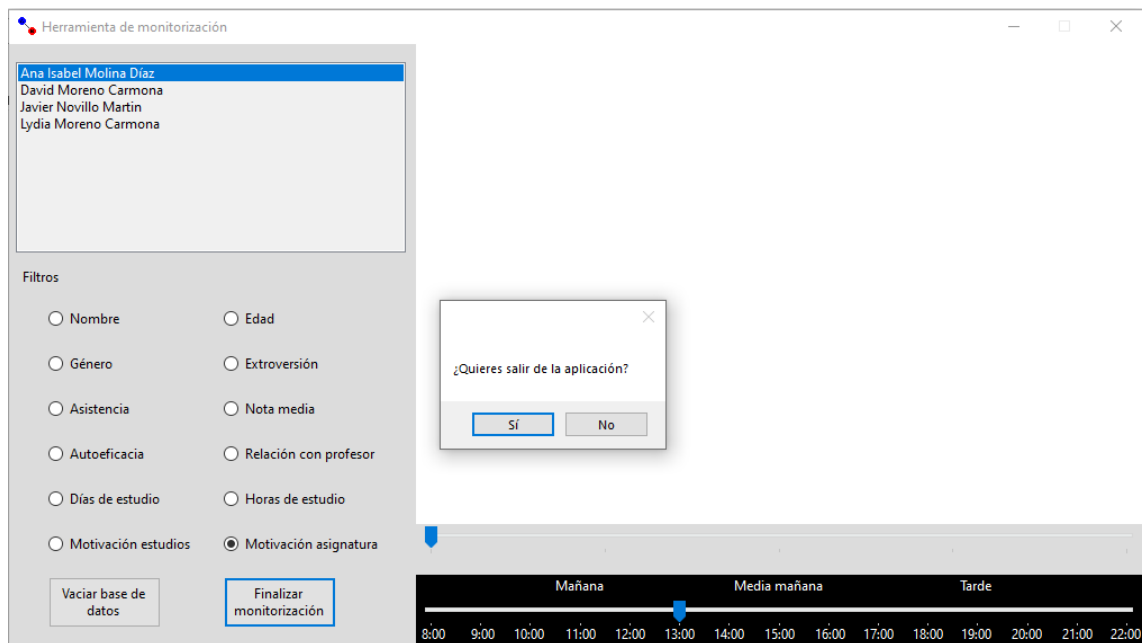 Herramienta de monitorización
Ana Isabel Molina Díaz
David Moreno Carmona
Javier Novillo Martin
Lydia Moreno Carmona
Filtros
Nombre
Edad
Género
Extroversión
Asistencia
Nota media
Autoeficacia
Relación con profesor
Días de estudio
Horas de estudio
Motivación estudios
Motivación asignatura
Vaciar base de
datos
Finalizar
monitorización
¿Quieres salir de la aplicación?
Sí
No
Mañana
Media mañana
Tarde
8:00 9:00 10:00 11:00 12:00 13:00 14:00 15:00 16:00 17:00 18:00 19:00 20:00 21:00 22:00